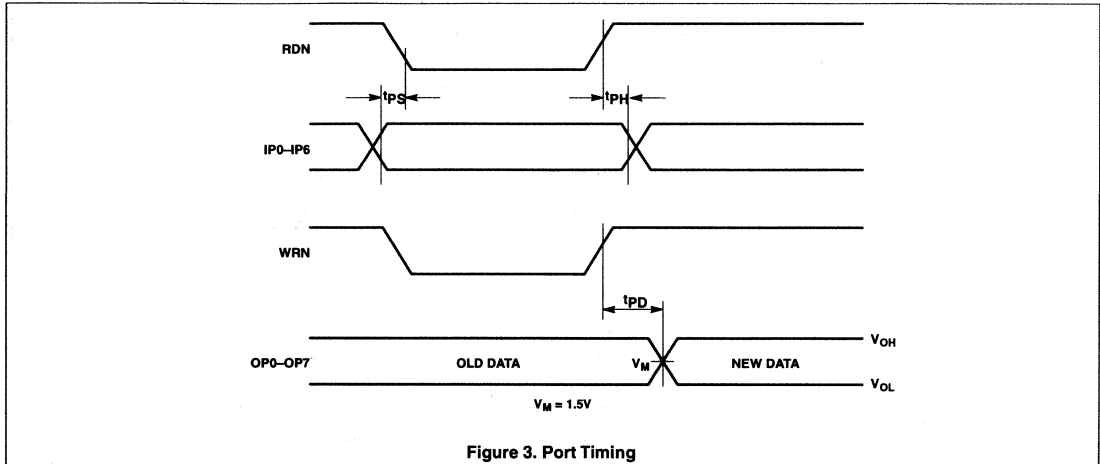 RDN
tPS
tPH
IP0–IP6
WRN
tPD
VOH
OP0–OP7 OLD DATA VM NEW DATA
VOL
VM = 1.5V
Figure 3. Port Timing